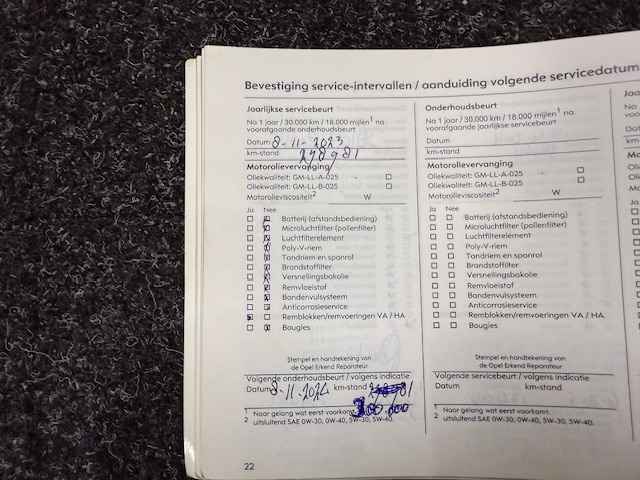 Bevestiging service-intervallen / aanduiding volgende servicedatum
Jaarlijkse servicebeurt
Na 1 jaar / 30.000 km / 18.000 mijlen1 na
voorafgaande onderhoudsbeurt
Datum 8-11-2023
km-stand 278981
Motorolievervanging
Oliekwaliteit: GM-LL-A-025
Oliekwaliteit: GM-LL-B-025
Motorolieviscositeit2 W
Ja Nee
Batterij (afstandsbediening)
Microluchtfilter (pollenfilter)
Luchtfilterelement
Poly-V-riem
Tandriem en spanrol
Brandstoffilter
Versnellingsbakolie
Remvloeistof
Bandenvulsysteem
Anticorrosieservice
Remblokken/remvoeringen VA / HA
Bougies
Stempel en handtekening van
de Opel Erkend Reparateur
Volgende onderhoudsbeurt / volgens indicatie
Datum 8-11-2024 km-stand
300.000
1 Naar gelang wat eerst voorkomt
2 uitsluitend SAE 0W-30, 0W-40, 5W-30, 5W-40.
22
Onderhoudsbeurt
Na 1 jaar / 30.000 km / 18.000 mijlen1 na
voorafgaande jaarlijkse servicebeurt
Datum
km-stand
Motorolievervanging
Oliekwaliteit: GM-LL-A-025
Oliekwaliteit: GM-LL-B-025
Motorolieviscositeit2 W
Ja Nee
Batterij (afstandsbediening)
Microluchtfilter (pollenfilter)
Luchtfilterelement
Poly-V-riem
Tandriem en spanrol
Brandstoffilter
Versnellingsbakolie
Remvloeistof
Bandenvulsysteem
Anticorrosieservice
Remblokken/remvoeringen VA / HA
Bougies
Stempel en handtekening van
de Opel Erkend Reparateur
Volgende servicebeurt / volgens indicatie
Datum km-stand
1 Naar gelang wat eerst voorkomt
2 uitsluitend SAE 0W-30, 0W-40, 5W-30, 5W-40.